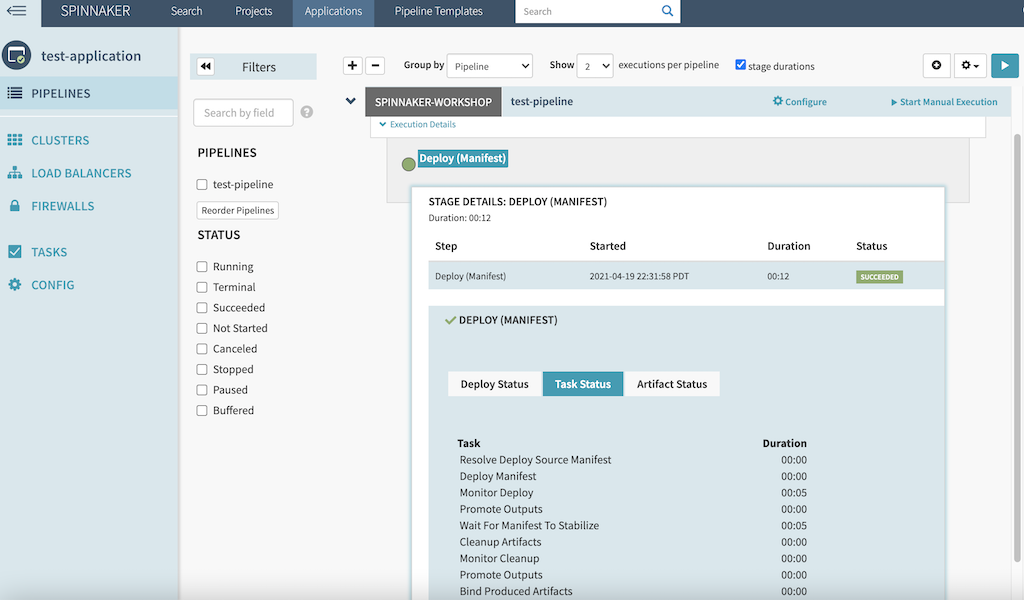 SPINNAKER Search Projects Applications Pipeline Templates Search
test-application
PIPELINES
CLUSTERS
LOAD BALANCERS
FIREWALLS
TASKS
CONFIG
Filters
Search by field ?
PIPELINES
test-pipeline
Reorder Pipelines
STATUS
Running
Terminal
Succeeded
Not Started
Canceled
Stopped
Paused
Buffered
Group by Pipeline Show 2 executions per pipeline stage durations
SPINNAKER-WORKSHOP test-pipeline Configure Start Manual Execution
Execution Details
Deploy (Manifest)
STAGE DETAILS: DEPLOY (MANIFEST)
Duration: 00:12
Step Started Duration Status
Deploy (Manifest) 2021-04-19 22:31:58 PDT 00:12 SUCCEEDED
DEPLOY (MANIFEST)
Deploy Status Task Status Artifact Status
Task Duration
Resolve Deploy Source Manifest 00:00
Deploy Manifest 00:00
Monitor Deploy 00:05
Promote Outputs 00:00
Wait For Manifest To Stabilize 00:05
Cleanup Artifacts 00:00
Monitor Cleanup 00:00
Promote Outputs 00:00
Bind Produced Artifacts 00:00